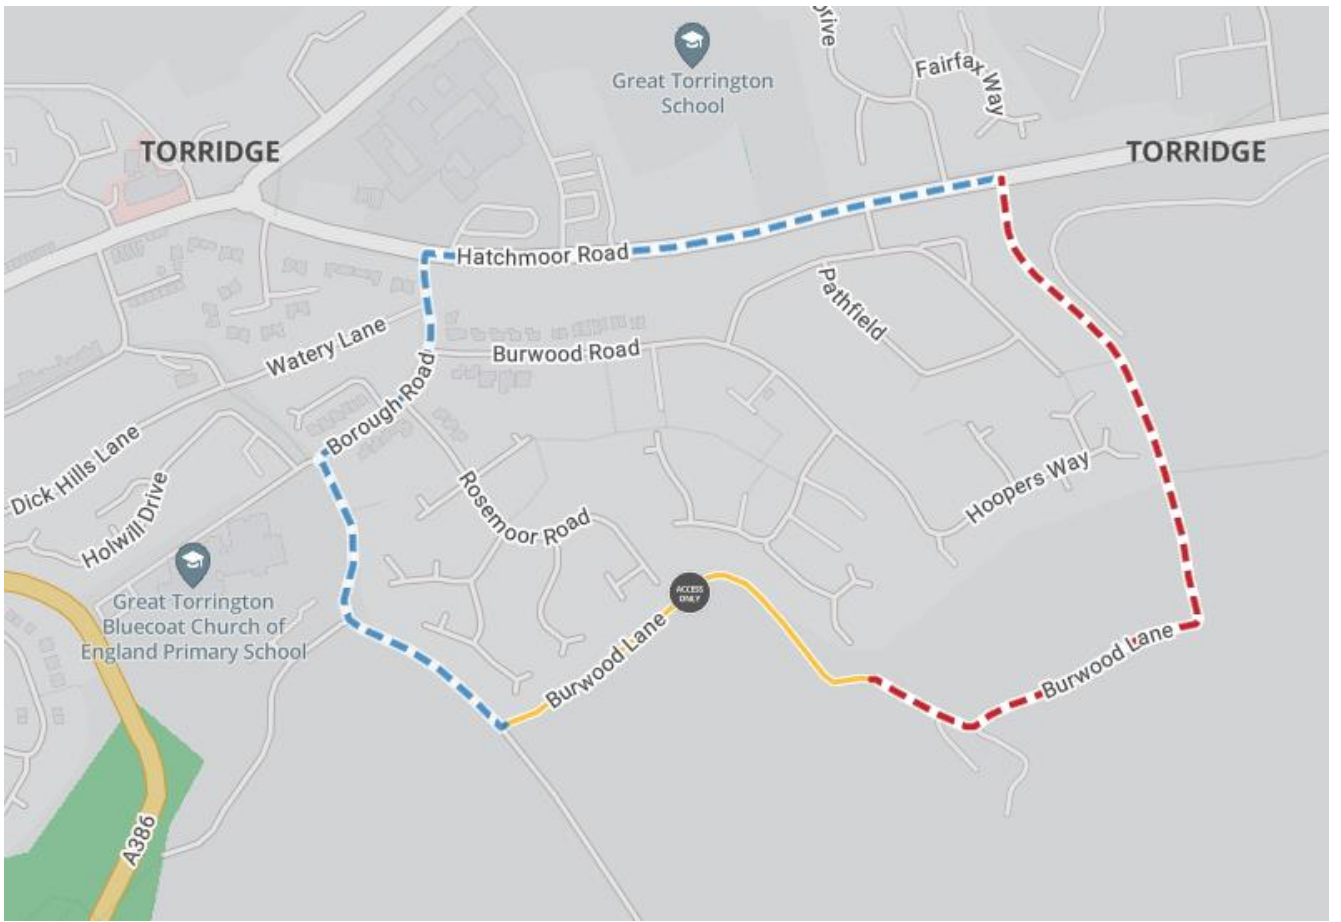 Drive
Fairfax Way
Great Torrington
School
TORRIDGE
TORRIDGE
Hatchmoor Road
Pathfield
Watery Lane
Burwood Road
Borough Road
Dick Hills Lane
Holwill Drive
Rosemoor Road
Hoopers Way
ACCESS
ONLY
Great Torrington
Bluecoat Church of
England Primary School
Burwood Lane
Burwood Lane
A386